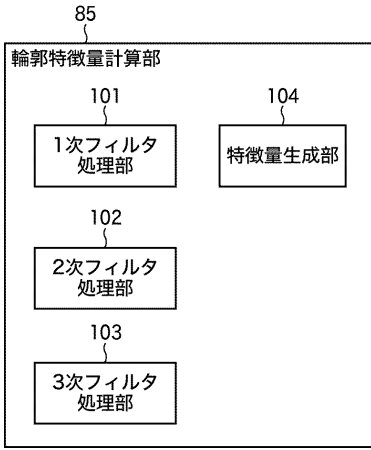 85
輪郭特徴量計算部
101
1次フィルタ
処理部
104
特徴量生成部
102
2次フィルタ
処理部
103
3次フィルタ
処理部